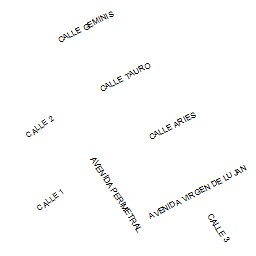 CALLE GEMINIS
CALLE TAURO
CALLE 2
CALLE ARIES
CALLE 1
AVENIDA PERIMETRAL
AVENIDA VIRGEN DE LUJAN
CALLE 3